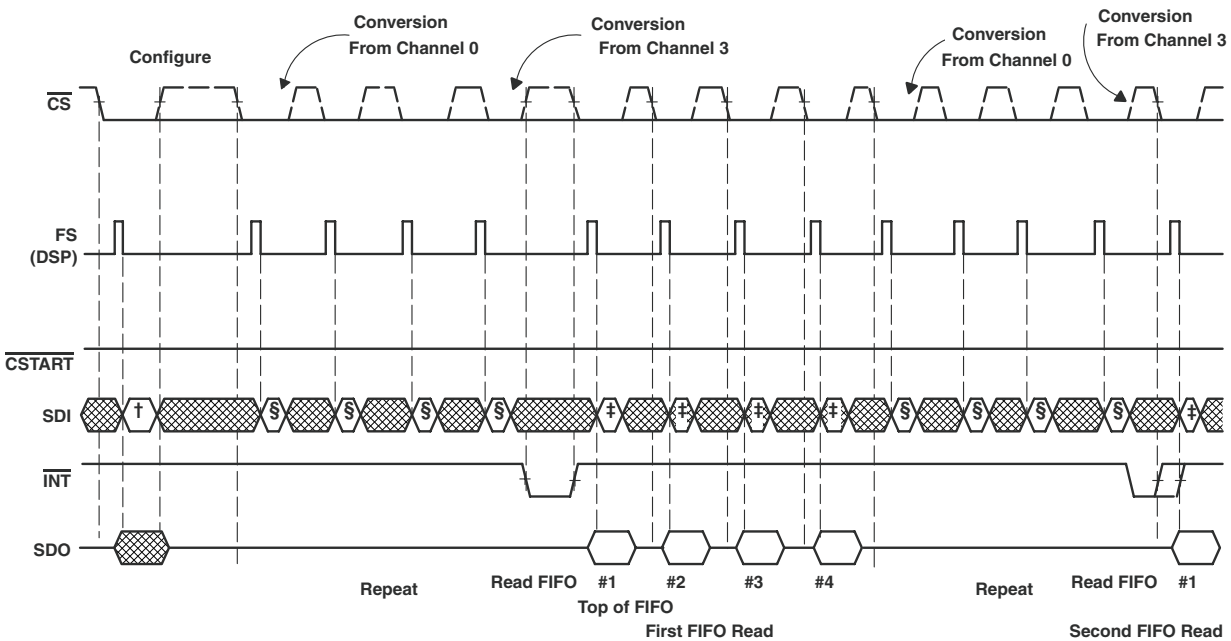 Conversion
From Channel 0
Conversion
From Channel 3
Conversion
From Channel 0
Conversion
From Channel 3
Configure
CS
FS
(DSP)
CSTART
SDI
† § § § § ‡ ‡ ‡ ‡ § § § § ‡
INT
SDO
Repeat
Read FIFO #1 #2 #3 #4
Top of FIFO
First FIFO Read
Repeat
Read FIFO #1
Second FIFO Read